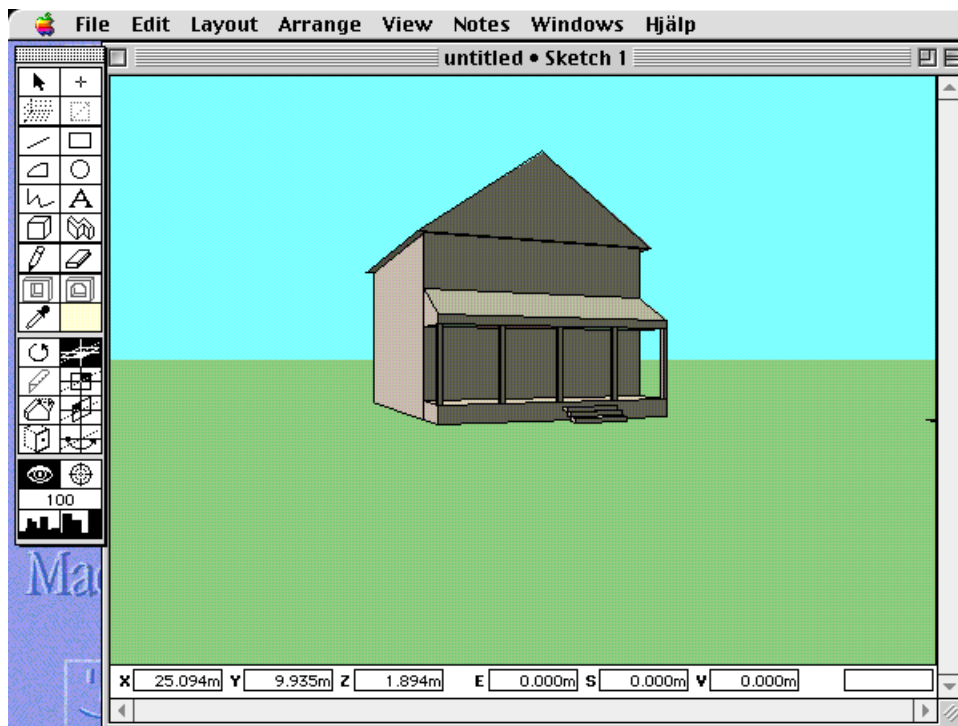 File Edit Layout Arrange View Notes Windows Hjälp
untitled • Sketch 1
A
100
Mac
X 25.094m Y 9.935m Z 1.894m E 0.000m S 0.000m V 0.000m